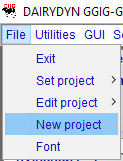 DAIRYDYN GGIG-G
File Utilities GUI
Exit
Set project
Edit project
New project
Font